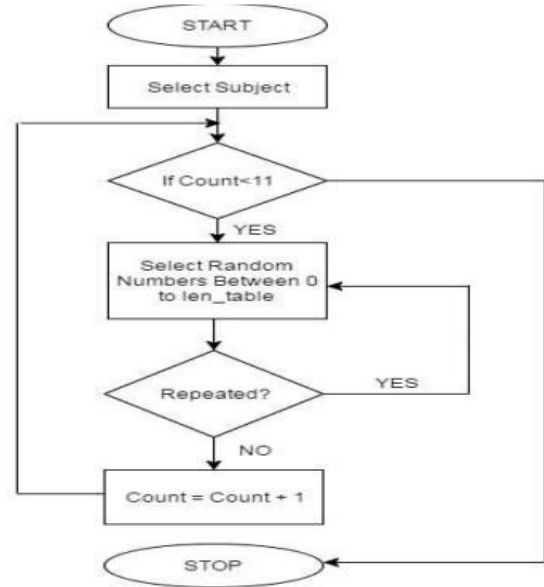 START
Select Subject
If Count<11
YES
Select Random
Numbers Between 0
to len_table
Repeated?
YES
NO
Count = Count + 1
STOP